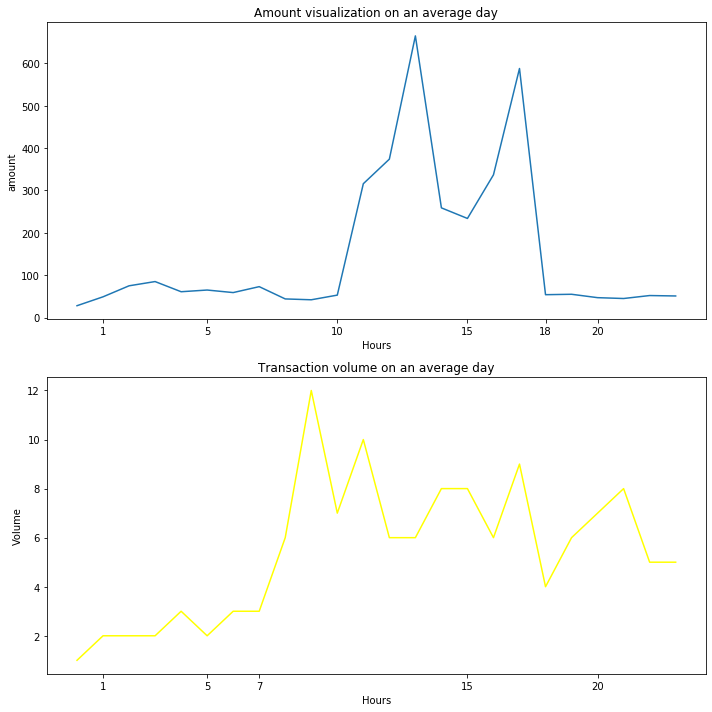 Amount visualization on an average day
600
500
400
300
200
100
0
amount
1 5 10 15 18 20
Hours
Transaction volume on an average day
12
10
8
6
4
2
Volume
1 5 7 15 20
Hours